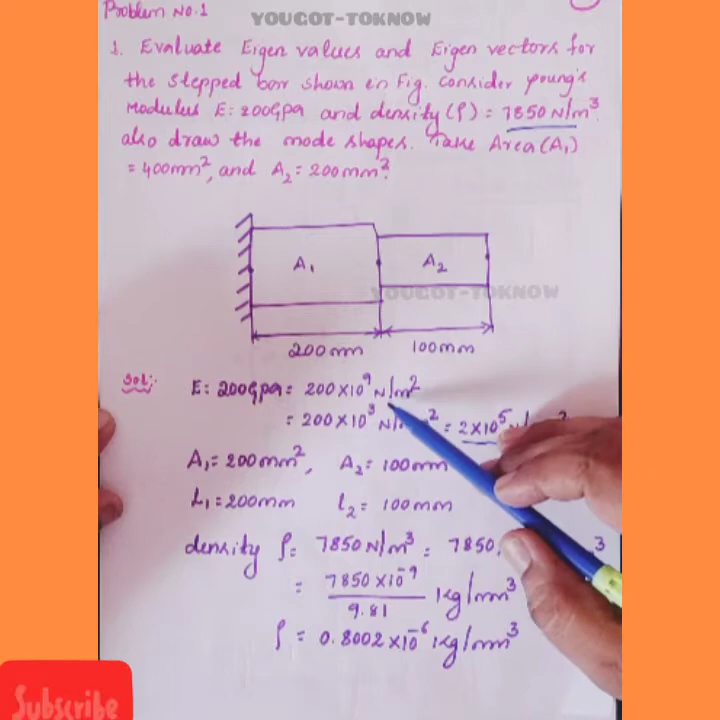 Problem No.1
YOUGOT-TOKNOW
1. Evaluate Eigen values and Eigen vectors for
the stepped bar shown in Fig. Consider young's
Modulus E = 200Gpa and density (ρ) = 7850 N/m³.
also draw the mode shapes. Take Area (A₁)
= 400mm², and A₂ = 200mm².
A₁ A₂
YOUGOT-TOKNOW
200mm 100mm
Sol:
E = 200Gpa = 200×10⁹ N/m²
= 200×10³ = 2×10⁵
A₁ = 200mm², A₂ = 100mm
L₁ = 200mm l₂ = 100mm
density ρ = 7850 N/m³ = 7850
= 7850×10⁻⁹ / 9.81 kg/mm³
ρ = 0.8002×10⁻⁶ kg/mm³
Subscribe